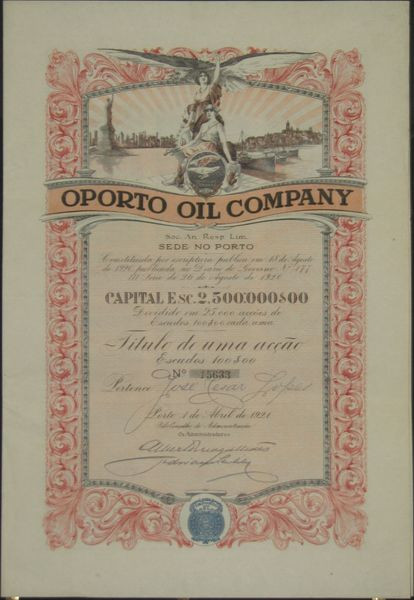 OPORTO OIL COMPANY
Soc. An. Resp. Lim.
SEDE NO PORTO
Constituida por escriptura publica em 18 de Agosto
de 1920 publicada no Diario do Governo Nº 177
III Serie de 26 de Agosto de 1920
CAPITAL Esc. 2.500.000$00
Dividido em 25.000 acções de
Escudos 100$00 cada uma
Titulo de uma acção
Escudos 100$00
Nº 15633
Pertence José Cesar Lopes
Porto 1 de Abril de 1921
Pelo Conselho de Administração
Os Administradores